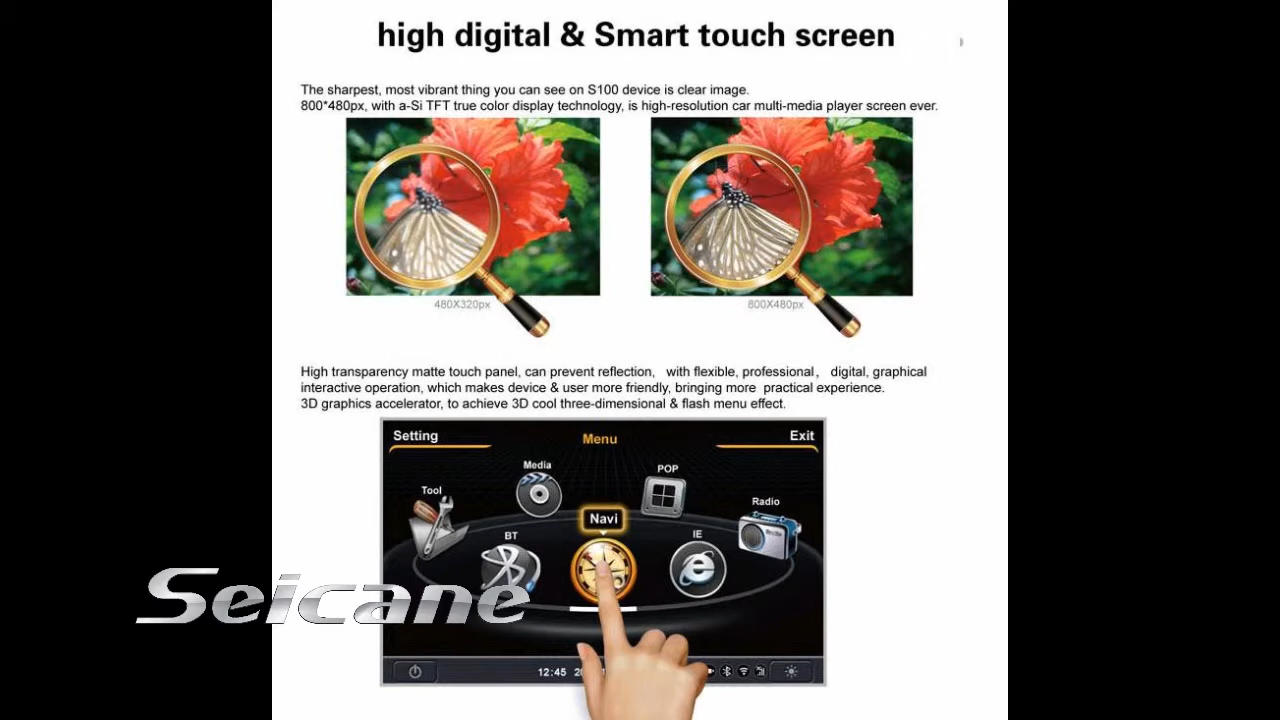 high digital & Smart touch screen
The sharpest, most vibrant thing you can see on S100 device is clear image.
800*480px, with a-Si TFT true color display technology, is high-resolution car multi-media player screen ever.
480X320px
800X480px
High transparency matte touch panel, can prevent reflection, with flexible, professional, digital, graphical
interactive operation, which makes device & user more friendly, bringing more practical experience.
3D graphics accelerator, to achieve 3D cool three-dimensional & flash menu effect.
Setting
Menu
Exit
Media
POP
Tool
Radio
Navi
BT
IE
Seicane
12:45